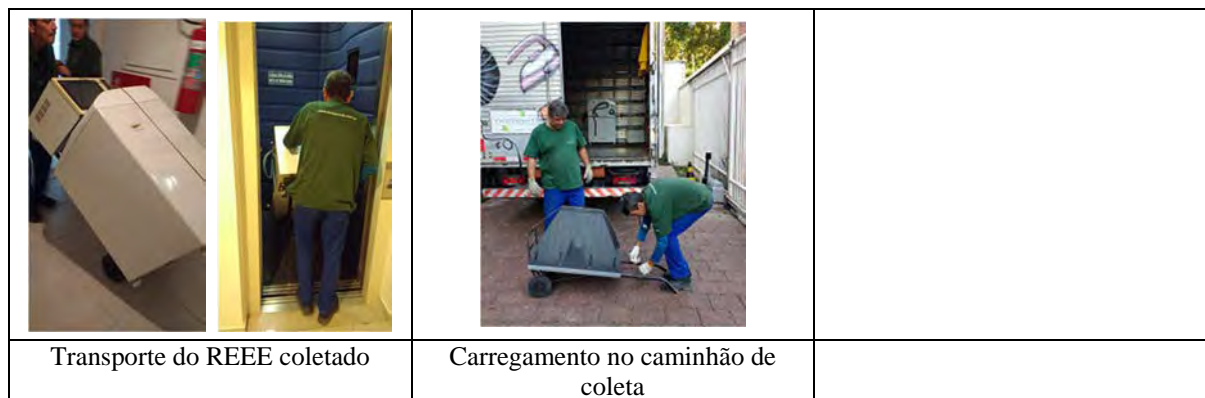 Transporte do REEE coletado
Carregamento no caminhão de
coleta